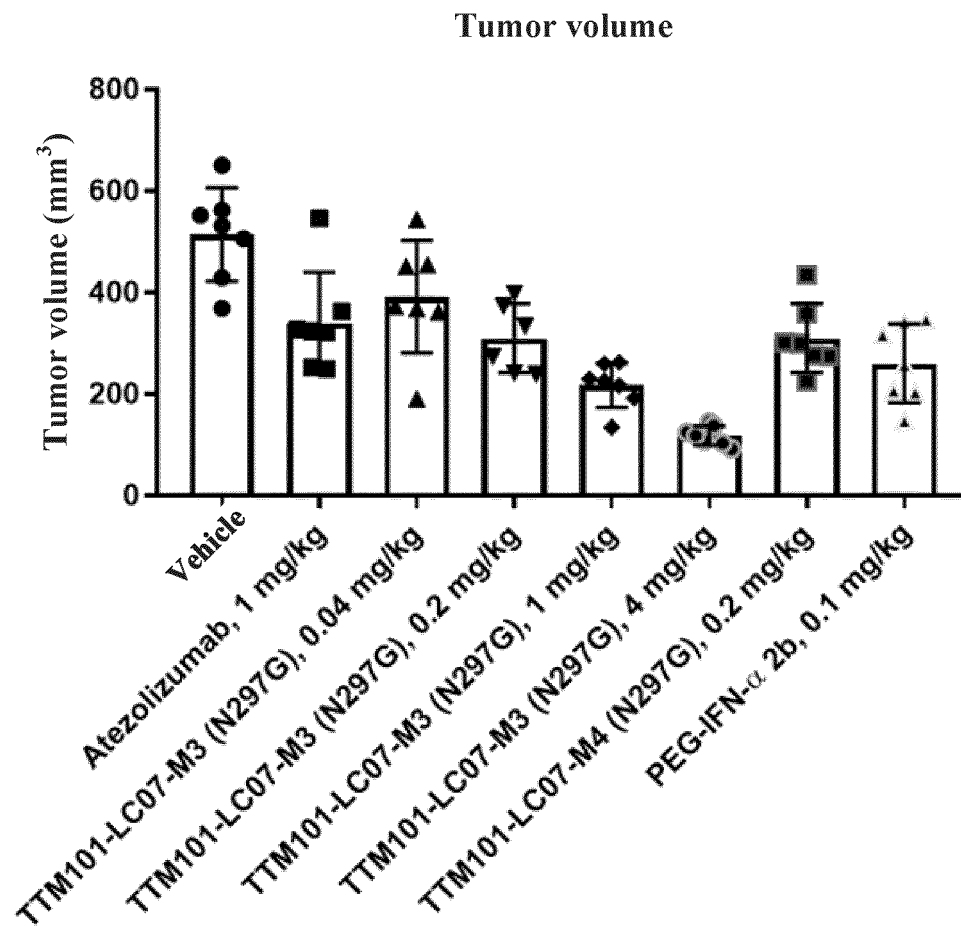 Tumor volume
Tumor volume (mm³)
800
600
400
200
0
Vehicle
Atezolizumab, 1 mg/kg
TTM101-LC07-M3 (N297G), 0.04 mg/kg
TTM101-LC07-M3 (N297G), 0.2 mg/kg
TTM101-LC07-M3 (N297G), 1 mg/kg
TTM101-LC07-M3 (N297G), 4 mg/kg
TTM101-LC07-M4 (N297G), 0.2 mg/kg
PEG-IFN-α 2b, 0.1 mg/kg